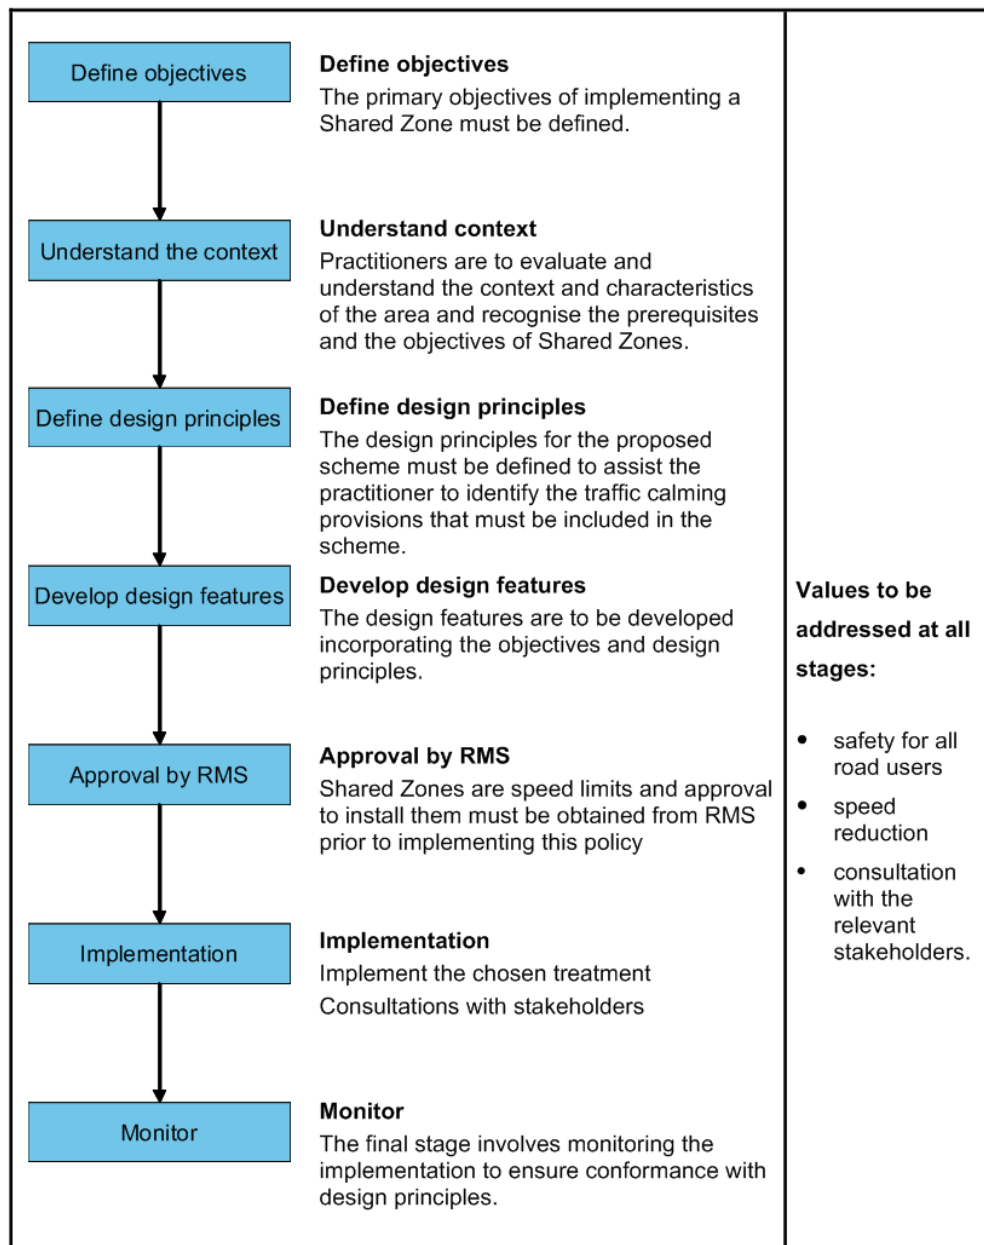 Define objectives
Define objectives
The primary objectives of implementing a
Shared Zone must be defined.
Understand the context
Understand context
Practitioners are to evaluate and
understand the context and characteristics
of the area and recognise the prerequisites
and the objectives of Shared Zones.
Define design principles
Define design principles
The design principles for the proposed
scheme must be defined to assist the
practitioner to identify the traffic calming
provisions that must be included in the
scheme.
Develop design features
Develop design features
The design features are to be developed
incorporating the objectives and design
principles.
Approval by RMS
Approval by RMS
Shared Zones are speed limits and approval
to install them must be obtained from RMS
prior to implementing this policy
Implementation
Implementation
Implement the chosen treatment
Consultations with stakeholders
Monitor
Monitor
The final stage involves monitoring the
implementation to ensure conformance with
design principles.
Values to be
addressed at all
stages:
• safety for all
road users
• speed
reduction
• consultation
with the
relevant
stakeholders.